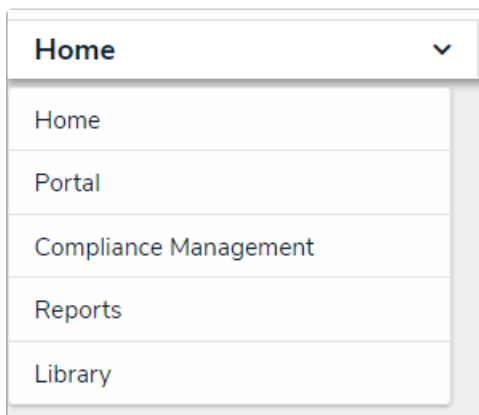 Home
Home
Portal
Compliance Management
Reports
Library